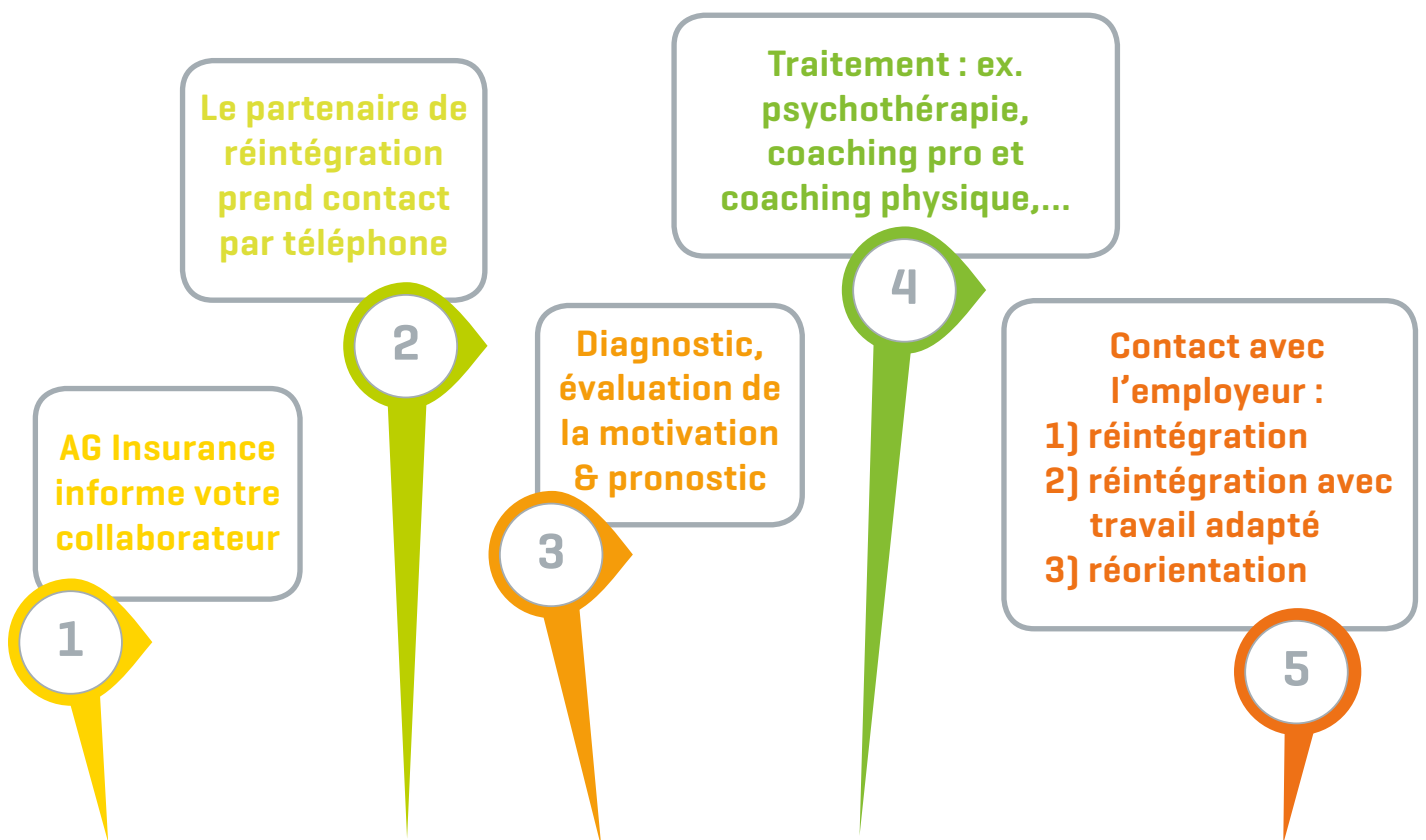 AG Insurance
informe votre
collaborateur
1
Le partenaire de
réintégration
prend contact
par téléphone
2
Diagnostic,
évaluation de
la motivation
& pronostic
3
Traitement : ex.
psychothérapie,
coaching pro et
coaching physique,...
4
Contact avec
l’employeur :
1) réintégration
2) réintégration avec
travail adapté
3) réorientation
5